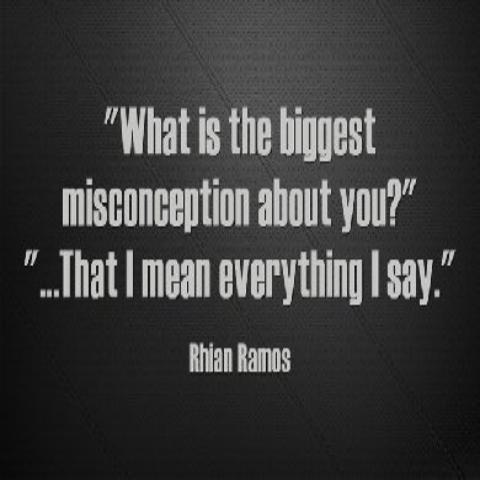 "What is the biggest
misconception about you?"
"...That I mean everything I say."
Rhian Ramos